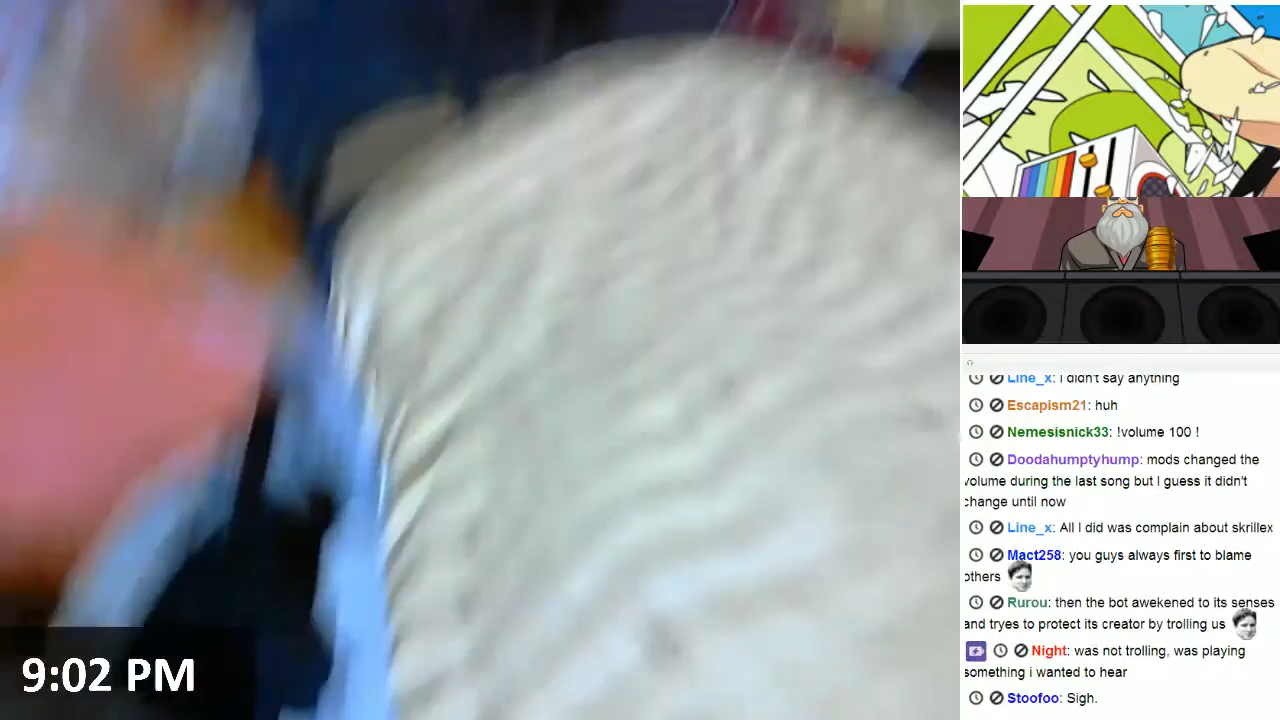 Line_x: I didn't say anything
Escapism21: huh
Nemesisnick33: !volume 100 !
Doodahumptyhump: mods changed the
volume during the last song but I guess it didn't
change until now
Line_x: All I did was complain about skrillex
Mact258: you guys always first to blame
others
Rurou: then the bot awekened to its senses
and tryes to protect its creator by trolling us
Night: was not trolling, was playing
something i wanted to hear
Stoofoo: Sigh.
9:02 PM